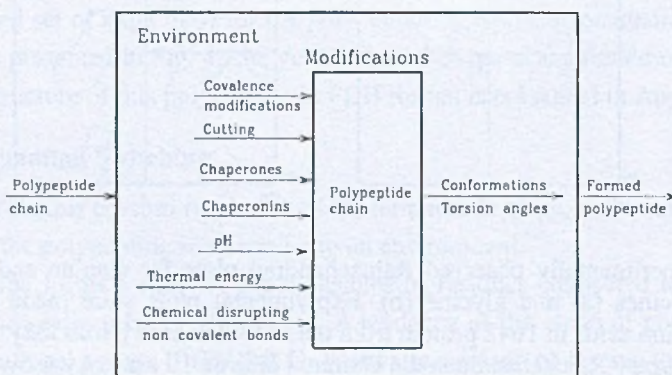 Environment
Modifications
Covalence
modifications
Cutting
Chaperones
Chaperonins
pH
Thermal energy
Chemical disrupting
non covalent bonds
Polypeptide
chain
Polypeptide
chain
Conformations
Torsion angles
Formed
polypeptide